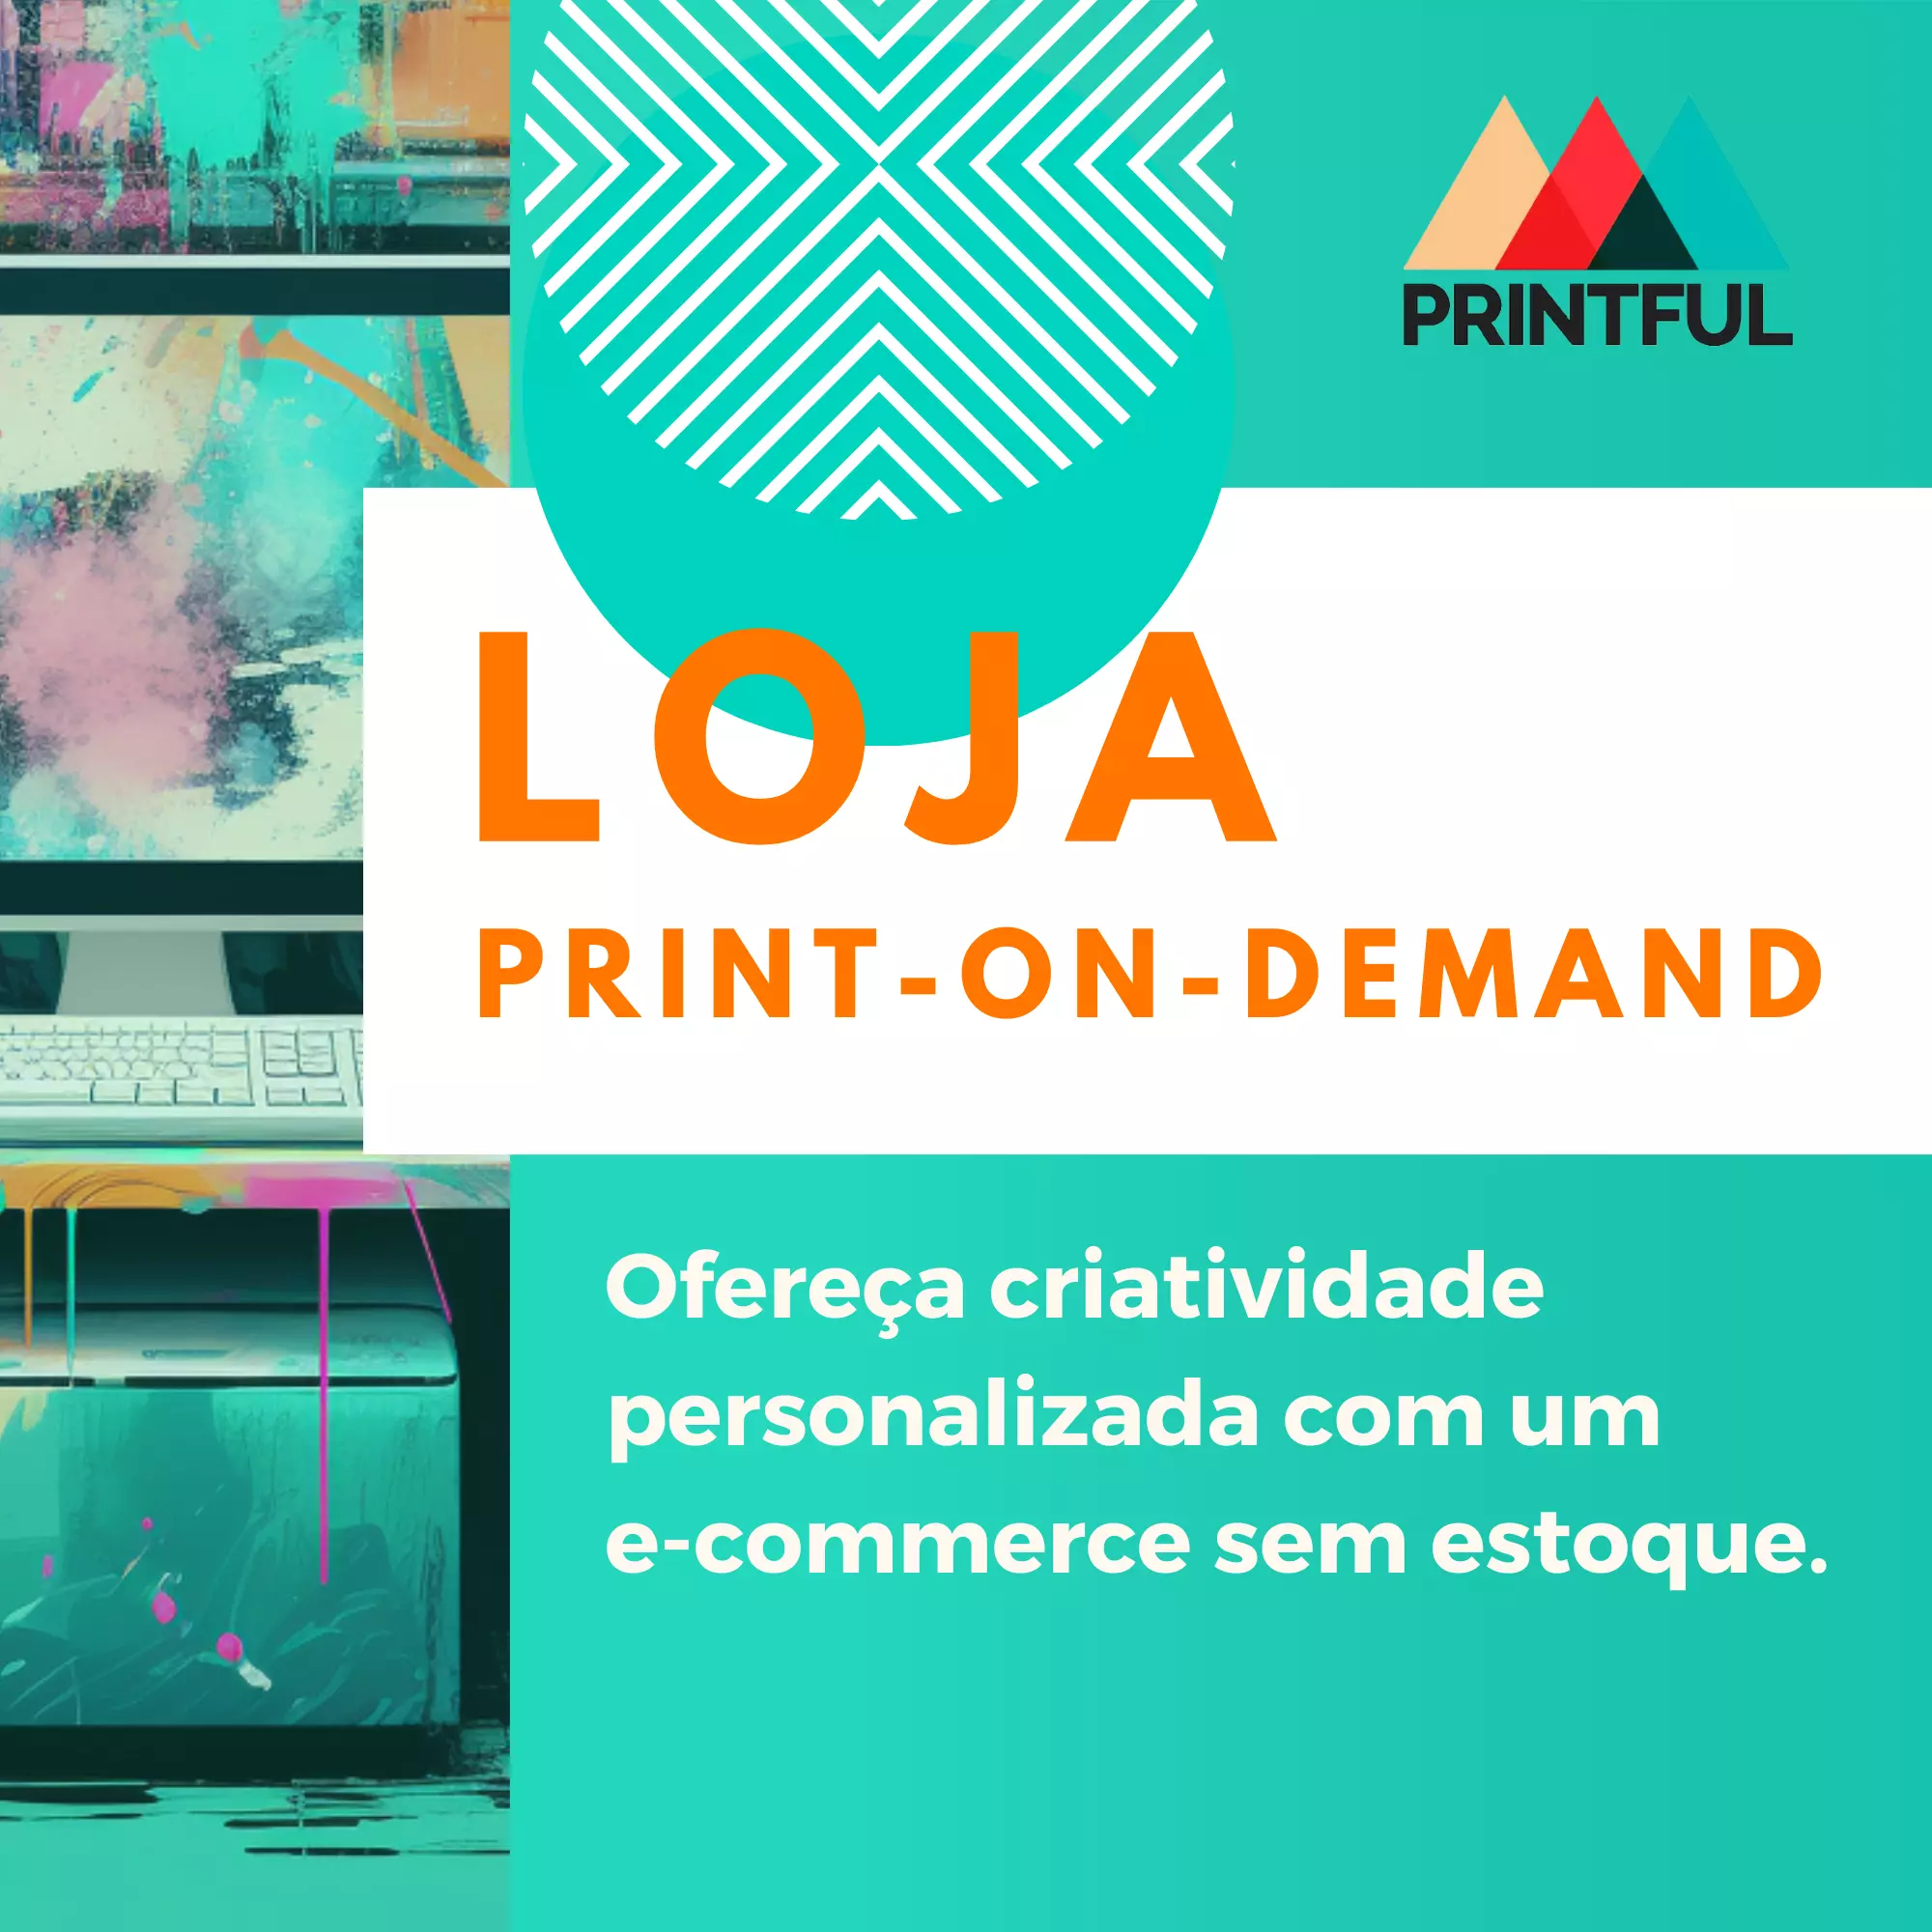 PRINTFUL
LOJA
PRINT-ON-DEMAND
Ofereça criatividade
personalizada com um
e-commerce sem estoque.